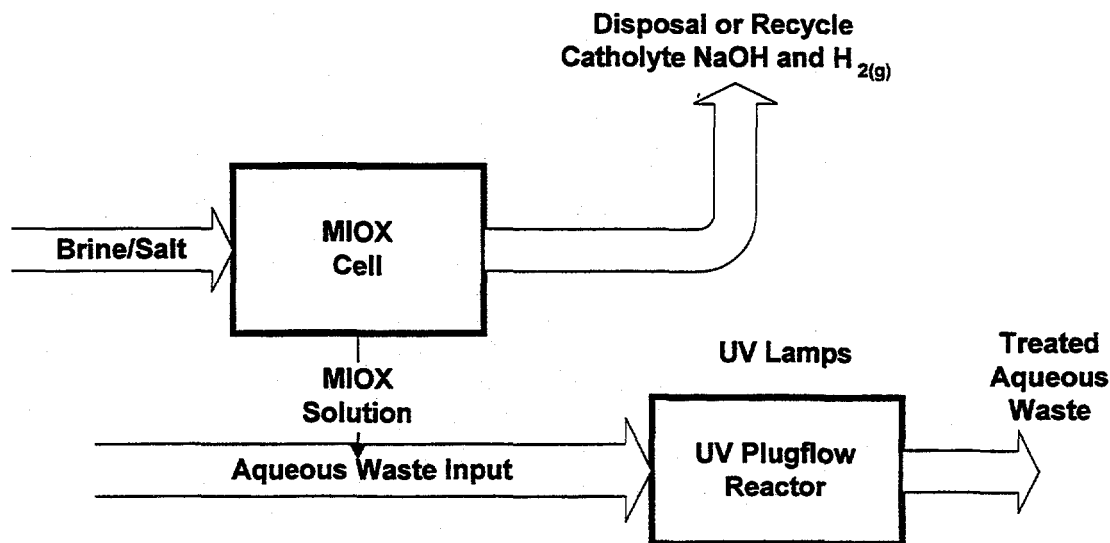 Disposal or Recycle
Catholyte NaOH and H2(g)
Brine/Salt
MIOX
Cell
MIOX
Solution
Aqueous Waste Input
UV Lamps
UV Plugflow
Reactor
Treated
Aqueous
Waste